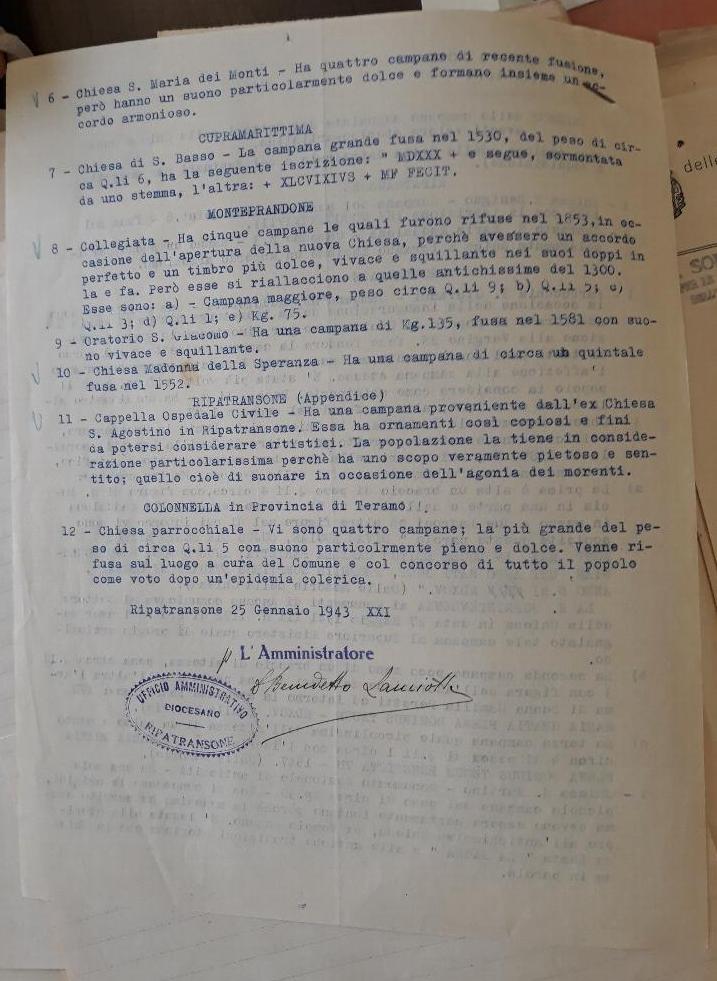 6 - Chiesa S. Maria dei Monti - Ha quattro campane di recente fusione,
però hanno un suono particolarmente dolce e formano insieme un ac-
cordo armonioso.
CUPRAMARITTIMA
7 - Chiesa di S. Basso - La campana grande fusa nel 1530, del peso di cir-
ca Q.li 6, ha la seguente iscrizione: " MDXXX + e segue, sormontata
da uno stemma, l'altra: + XLCVIXIVS + MF FECIT.
MONTEPRANDONE
8 - Collegiata - Ha cinque campane le quali furono rifuse nel 1853,in oc-
casione dell'apertura della nuova Chiesa, perchè avessero un accordo
perfetto e un timbro più dolce, vivace e squillante nei suoi doppi in
la e fa. Però esse si riallacciono a quelle antichissime del 1300.
Esse sono: a) - Campana maggiore, peso circa Q.li 9; b) Q.li 5; c)
Q.li 3; d) Q.li 1; e) Kg. 75.
9 - Oratorio S. Giacomo - Ha una campana di Kg.135, fusa nel 1581 con suo-
no vivace e squillante.
10 - Chiesa Madonna della Speranza - Ha una campana di circa un quintale
fusa nel 1552.
RIPATRANSONE (Appendice)
11 - Cappella Ospedale Civile - Ha una campana proveniente dall'ex Chiesa
S. Agostino in Ripatransone. Essa ha ornamenti così copiosi e fini
da potersi considerare artistici. La popolazione la tiene in conside-
razione particolarissima perchè ha uno scopo veramente pietoso e sen-
tito; quello cioè di suonare in occasione dell'agonia dei morenti.
COLONNELLA in Provincia di Teramo
12 - Chiesa parrocchiale - Vi sono quattro campane; la più grande del pe-
so di circa Q.li 5 con suono particolrmente pieno e dolce. Venne ri-
fusa sul luogo a cura del Comune e col concorso di tutto il popolo
come voto dopo un'epidemia colerica.
Ripatransone 25 Gennaio 1943 XXI
L'Amministratore
Benedetto
UFFICIO AMMINISTRATIVO
DIOCESANO
RIPATRANSONE